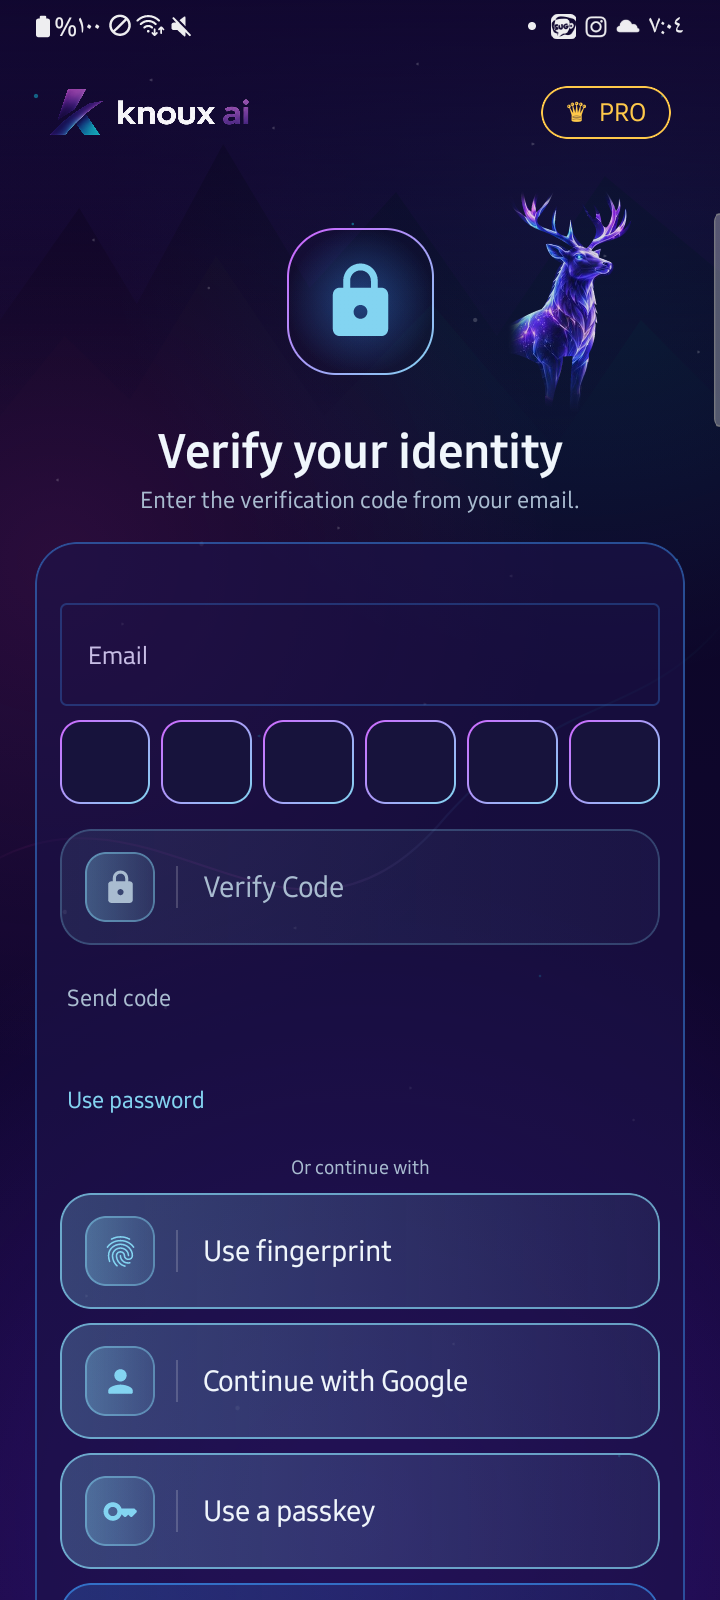 %١٠٠
٧:٠٤
knoux ai
PRO
Verify your identity
Enter the verification code from your email.
Email
Verify Code
Send code
Use password
Or continue with
Use fingerprint
Continue with Google
Use a passkey